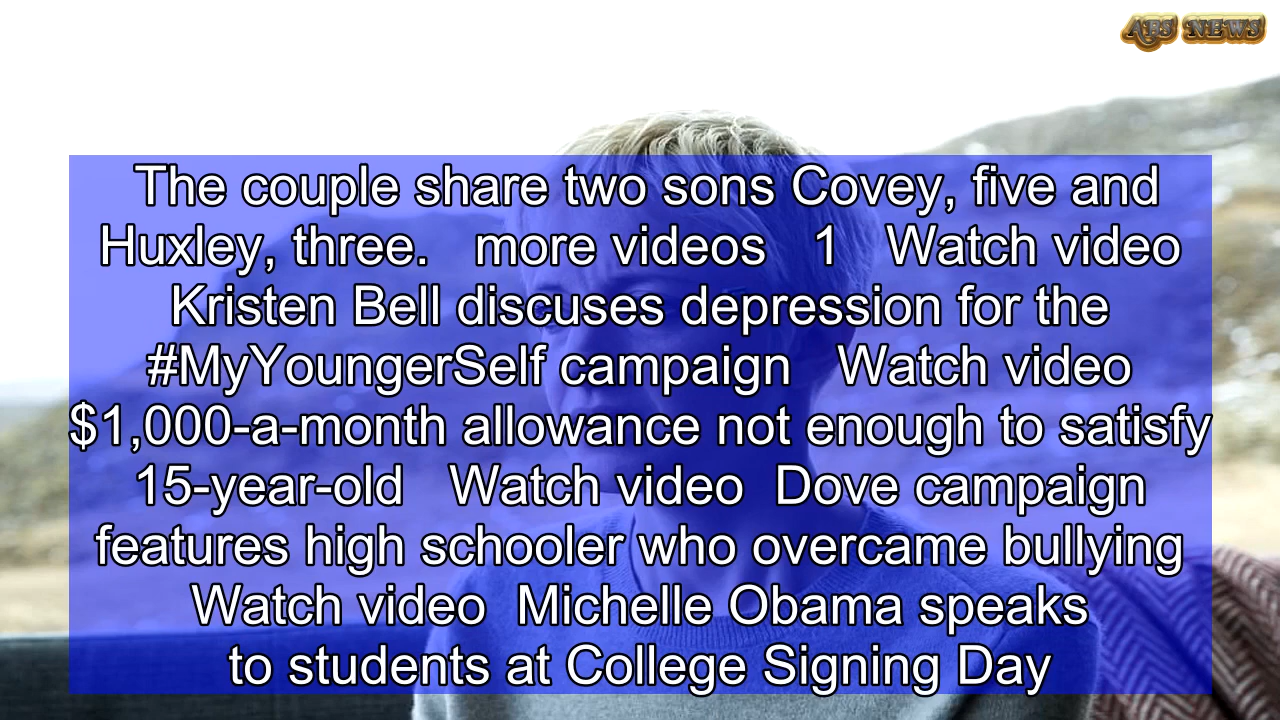 ABS NEWS
The couple share two sons Covey, five and
Huxley, three. more videos 1 Watch video
Kristen Bell discuses depression for the
#MyYoungerSelf campaign Watch video
$1,000-a-month allowance not enough to satisfy
15-year-old Watch video Dove campaign
features high schooler who overcame bullying
Watch video Michelle Obama speaks
to students at College Signing Day